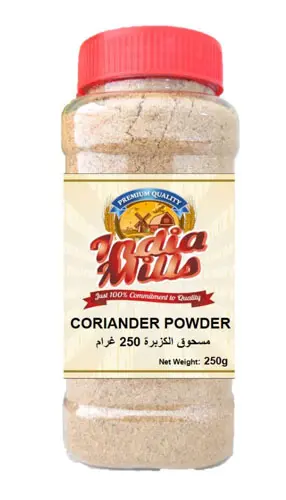 PREMIUM QUALITY
India
Mills
Just 100% Commitment to Quality
CORIANDER POWDER
مسحوق الكزبرة 250 غرام
Net Weight: 250g